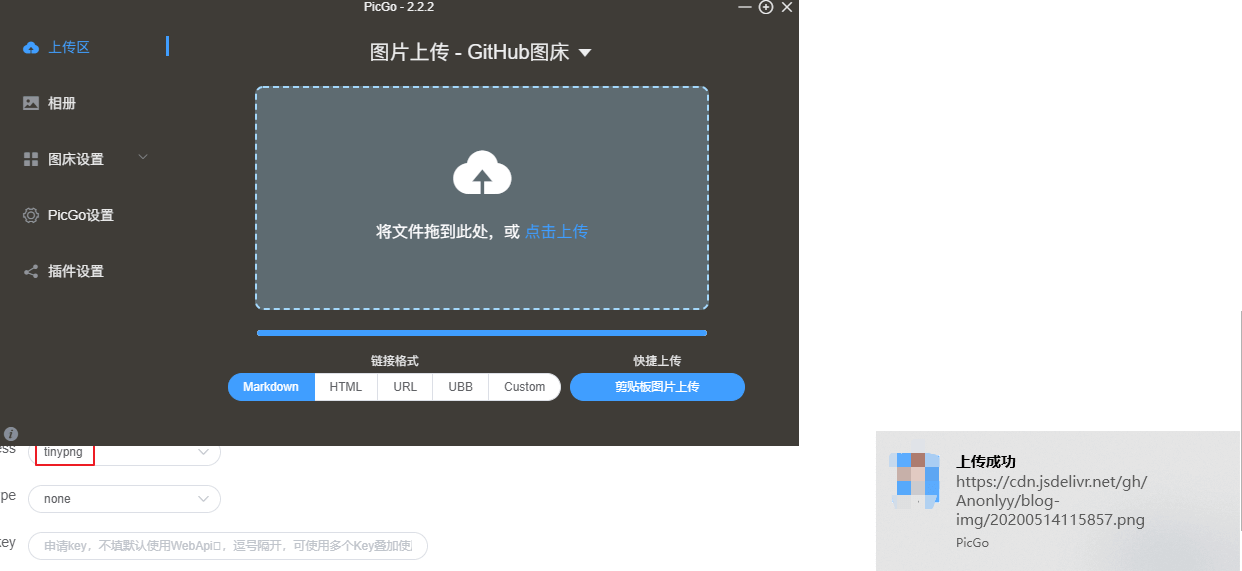 PicGo - 2.2.2
上传区
图片上传 - GitHub图床
相册
图床设置
PicGo设置
插件设置
将文件拖到此处，或 点击上传
链接格式
快捷上传
Markdown
HTML
URL
UBB
Custom
剪贴板图片上传
ess
tinypng
pe
none
key
申请key，不填默认使用WebApi，逗号隔开，可使用多个Key叠加使
上传成功
https://cdn.jsdelivr.net/gh/
Anonlyy/blog-
img/20200514115857.png
PicGo